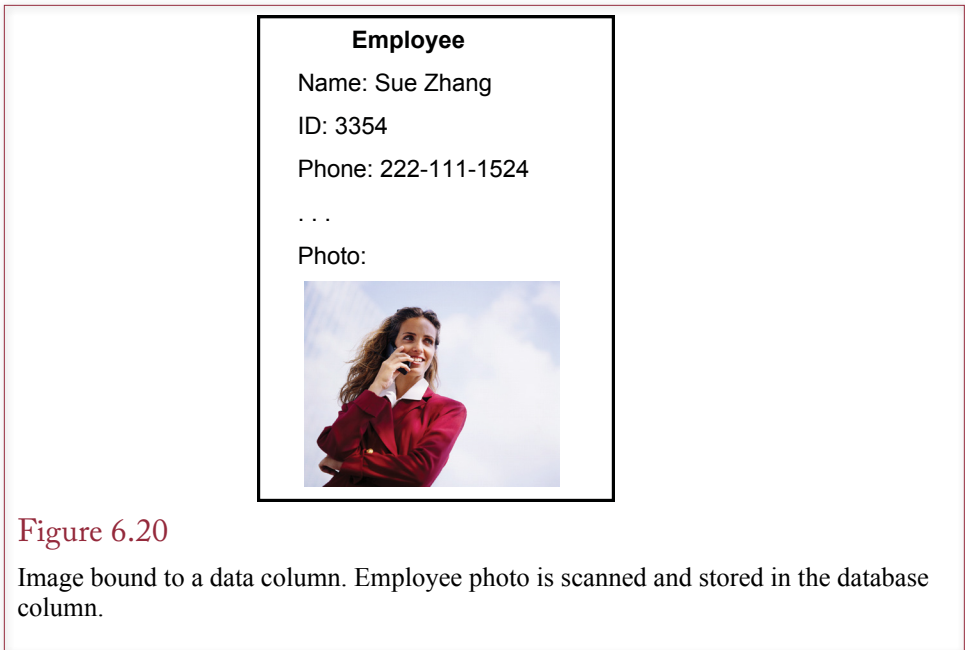 Employee
Name: Sue Zhang
ID: 3354
Phone: 222-111-1524
. . .
Photo:
Figure 6.20
Image bound to a data column. Employee photo is scanned and stored in the database
column.